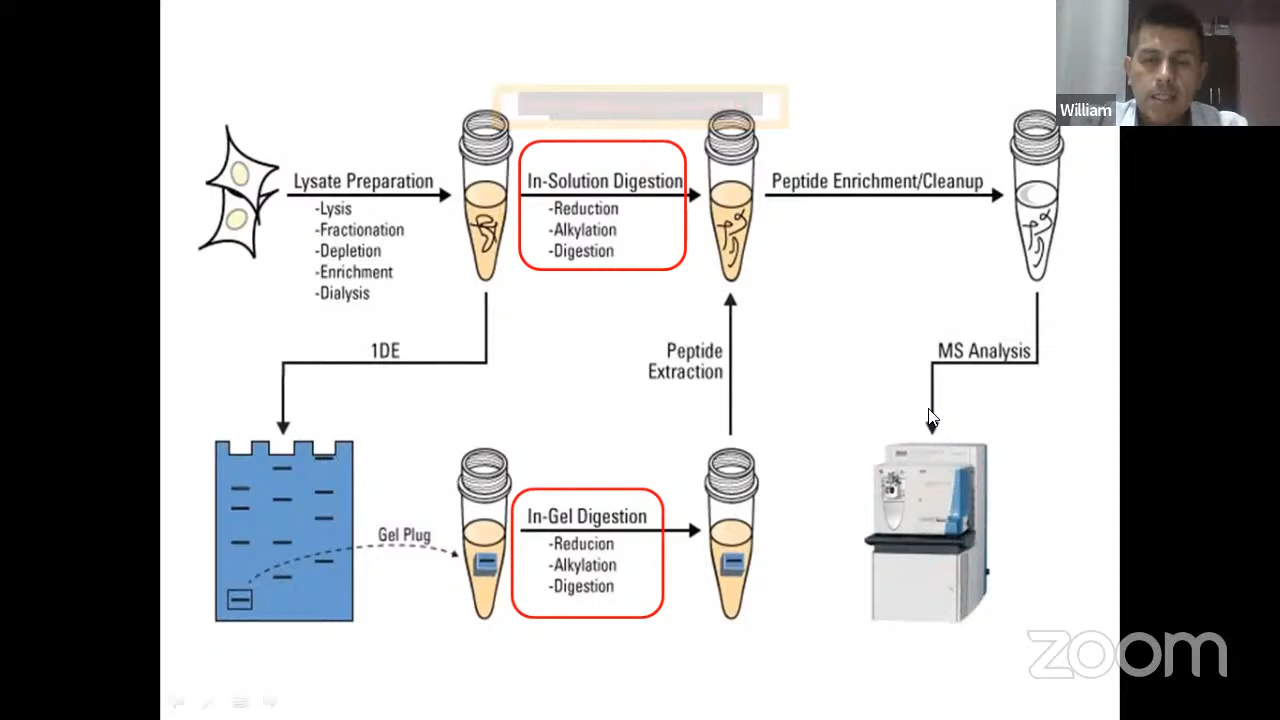 William
Lysate Preparation
-Lysis
-Fractionation
-Depletion
-Enrichment
-Dialysis
In-Solution Digestion
-Reduction
-Alkylation
-Digestion
Peptide Enrichment/Cleanup
1DE
Peptide
Extraction
MS Analysis
Gel Plug
In-Gel Digestion
-Reducion
-Alkylation
-Digestion
zoom